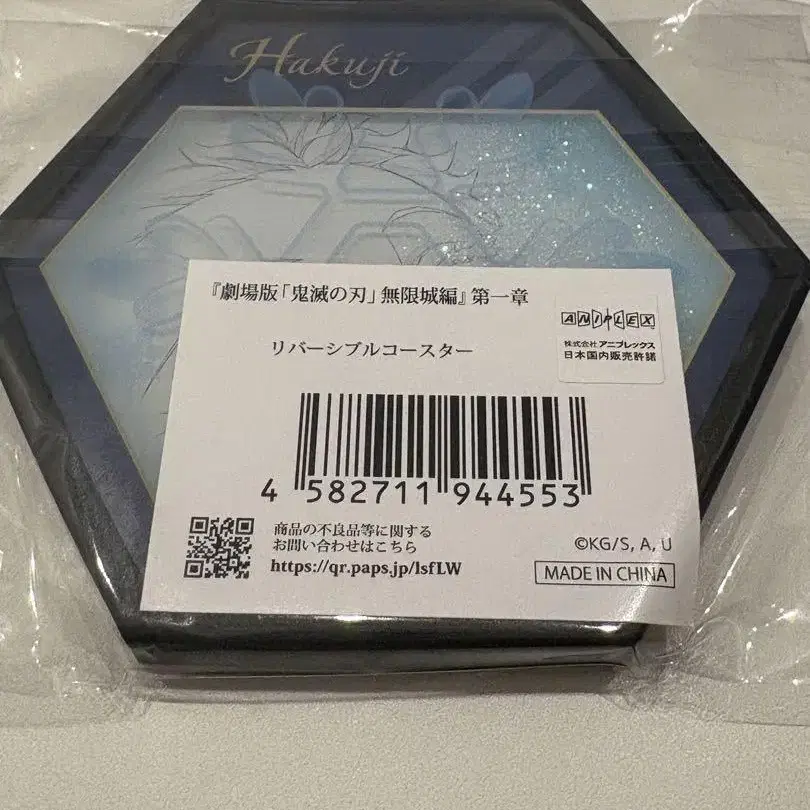 Hakuji
『劇場版「鬼滅の刃」無限城編』第一章
ANIPLEX
株式会社 アニプレックス
日本国内販売許諾
リバーシブルコースター
4 582711 944553
商品の不良品等に関する
お問い合わせはこちら
https://qr.paps.jp/lsfLW
©KG/S, A, U
MADE IN CHINA